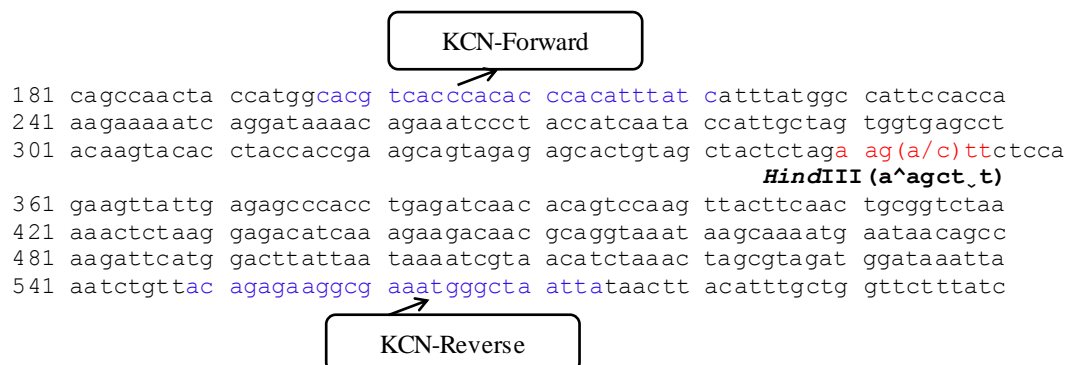 KCN-Forward
181 cagccaacta ccatggcacg tcacccacac ccacatttat catttatggc cattccacca
241 aagaaaaatc aggataaaac agaaatccct accatcaata ccattgctag tggtgagcct
301 acaagtacac ctaccaccga agcagtagag agcactgtag ctactctaga ag(a/c)ttctcca
HindIII(a^agct˯t)
361 gaagttattg agagcccacc tgagatcaac acagtccaag ttacttcaac tgcggtctaa
421 aaactctaag gagacatcaa agaagacaac gcaggtaaat aagcaaaatg aataacagcc
481 aagattcatg gacttattaa taaaatcgta acatctaaac tagcgtagat ggataaatta
541 aatctgttac agagaaggcg aaatgggcta attataactt acatttgctg gttctttatc
KCN-Reverse